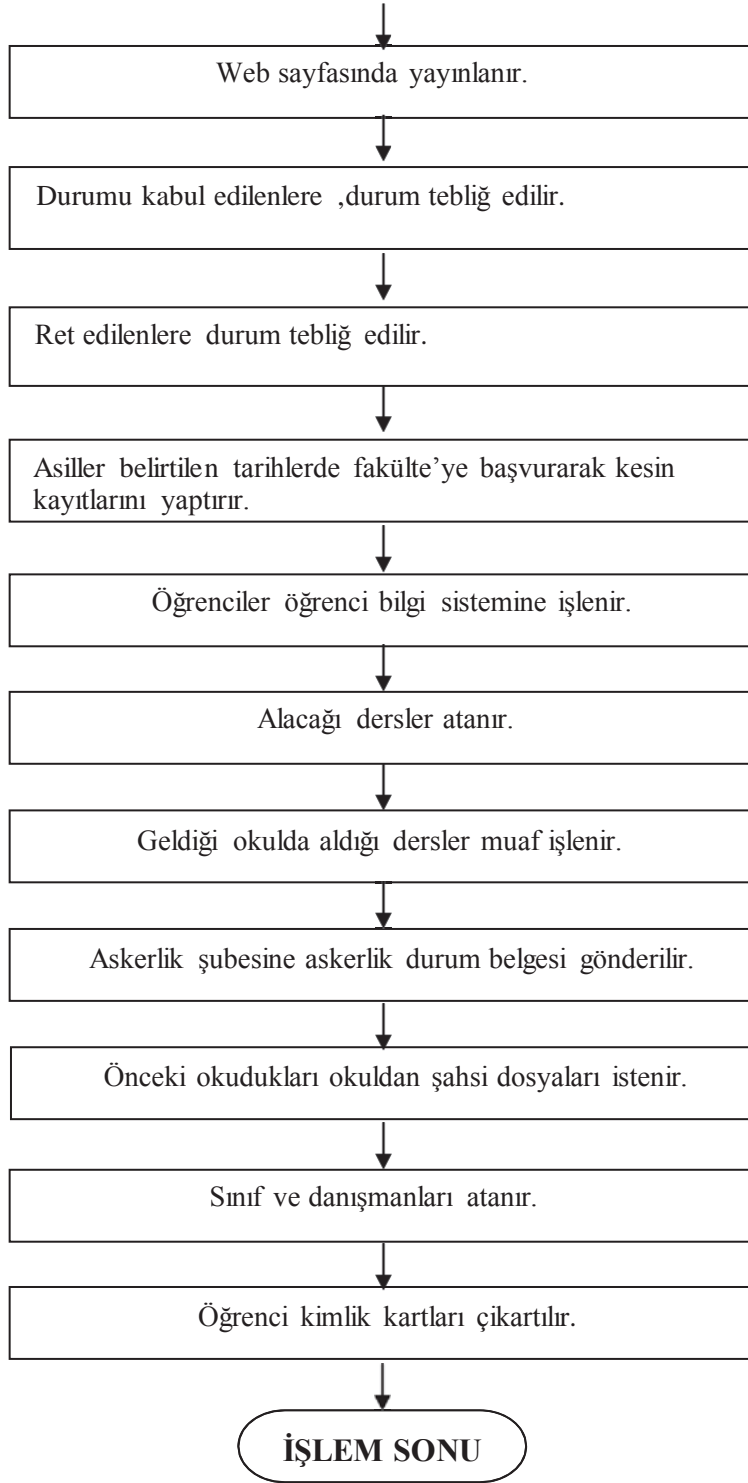 Web sayfasında yayınlanır.
Durumu kabul edilenlere ,durum tebliğ edilir.
Ret edilenlere durum tebliğ edilir.
Asiller belirtilen tarihlerde fakülte’ye başvurarak kesin
kayıtlarını yaptırır.
Öğrenciler öğrenci bilgi sistemine işlenir.
Alacağı dersler atanır.
Geldiği okulda aldığı dersler muaf işlenir.
Askerlik şubesine askerlik durum belgesi gönderilir.
Önceki okudukları okuldan şahsi dosyaları istenir.
Sınıf ve danışmanları atanır.
Öğrenci kimlik kartları çikartılır.
İŞLEM SONU